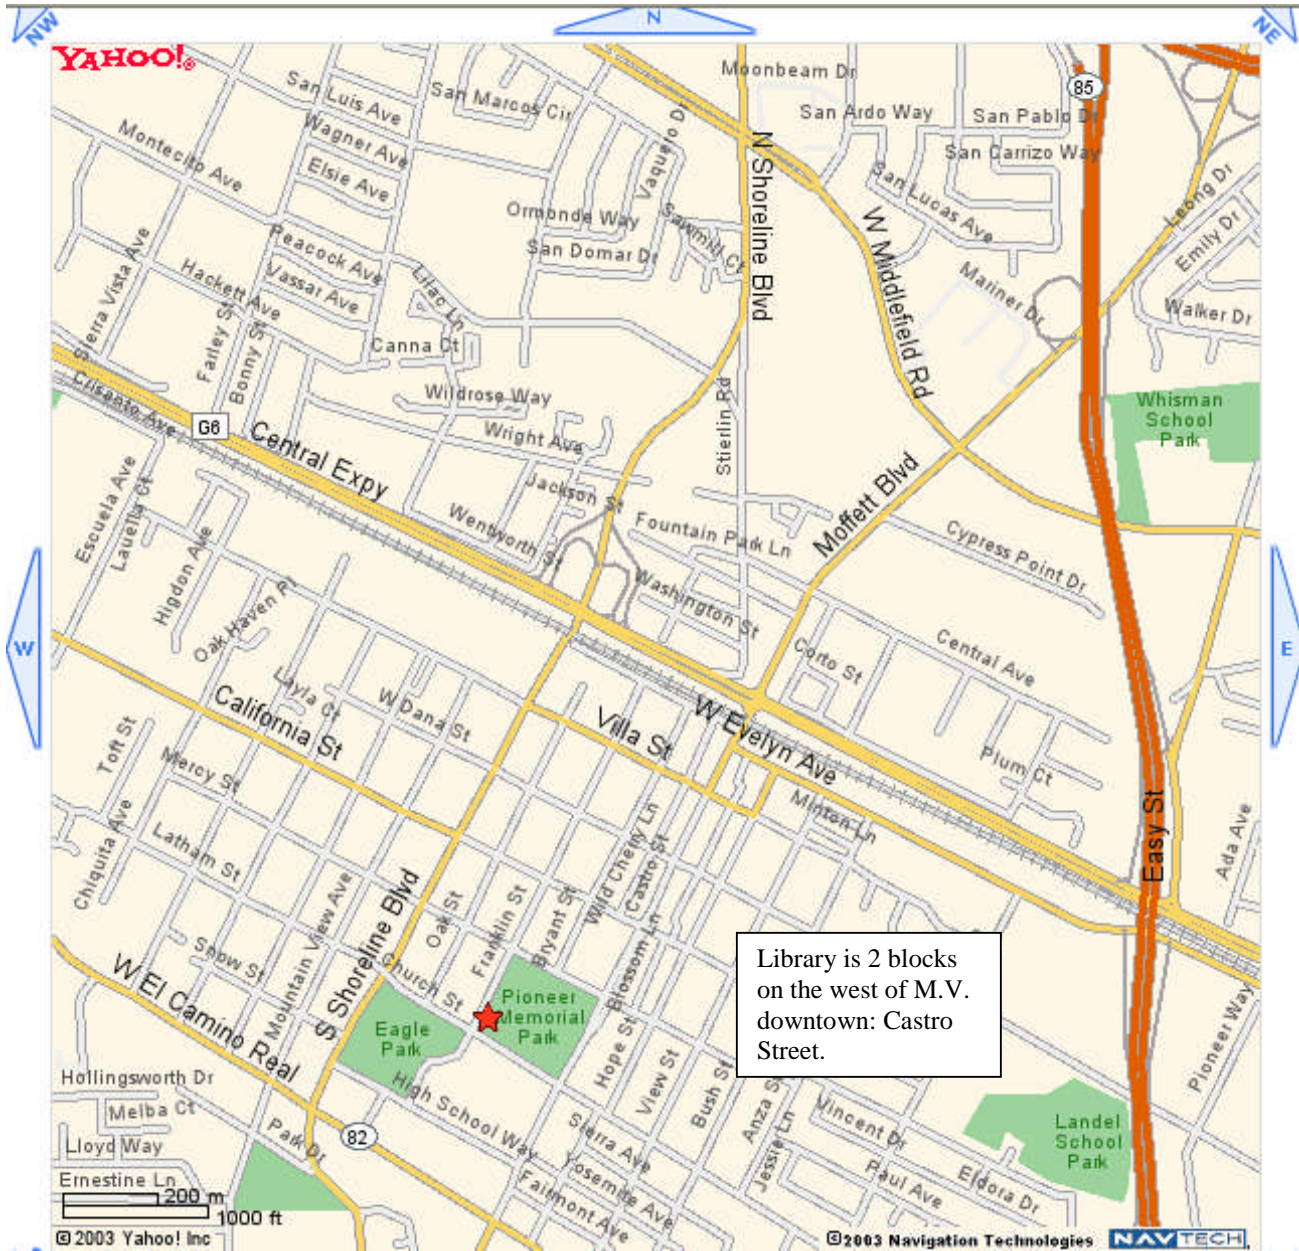 NW
N
NE
YAHOO!®
Moonbeam Dr
85
San Luis Ave
San Marcos Cir
San Ardo Way
San Pablo Dr
Wagner Ave
Vaquero Dr
N Shoreline Blvd
San Carrizo Way
Montecito Ave
Elsie Ave
San Lucas Ave
Leong Dr
Ormonde Way
Sawmill Ct
W Middlefield Rd
Emily Dr
Peacock Ave
San Domar Dr
Sierra Vista Ave
Hackett Ave
Vassar Ave
Lilac Ln
Mariner Dr
Walker Dr
Farley St
Bonny St
Canna Ct
Crisanto Ave
Wildrose Way
Stierlin Rd
Whisman
School
Park
G6
Central Expy
Wright Ave
Escuela Ave
Lauella Ct
Jackson St
Moffett Blvd
Wentworth St
Fountain Park Ln
Cypress Point Dr
Higdon Ave
Oak Haven Pl
Washington St
W
Corto St
Central Ave
E
Layla Ct
W Dana St
California St
Villa St
W Evelyn Ave
Toft St
Mercy St
Plum Ct
Minton Ln
Easy St
Ada Ave
Chiquita Ave
Latham St
Wild Cherry Ln
Castro St
Mountain View Ave
S Shoreline Blvd
Oak St
Franklin St
Bryant St
Blossom Ln
Snow St
Church St
W El Camino Real
Library is 2 blocks
on the west of M.V.
downtown: Castro
Street.
Pioneer
Memorial
Park
Eagle
Park
Hope St
View St
Bush St
Anza St
Jessie Ln
Pioneer Way
Hollingsworth Dr
Melba Ct
High School Way
Vincent Dr
Landel
School
Park
Lloyd Way
Park Dr
82
Sierra Ave
Yosemite Ave
Fairmont Ave
Paul Ave
Eldora Dr
Ernestine Ln
200 m
1000 ft
©2003 Yahoo! Inc
©2003 Navigation Technologies
NAVTECH